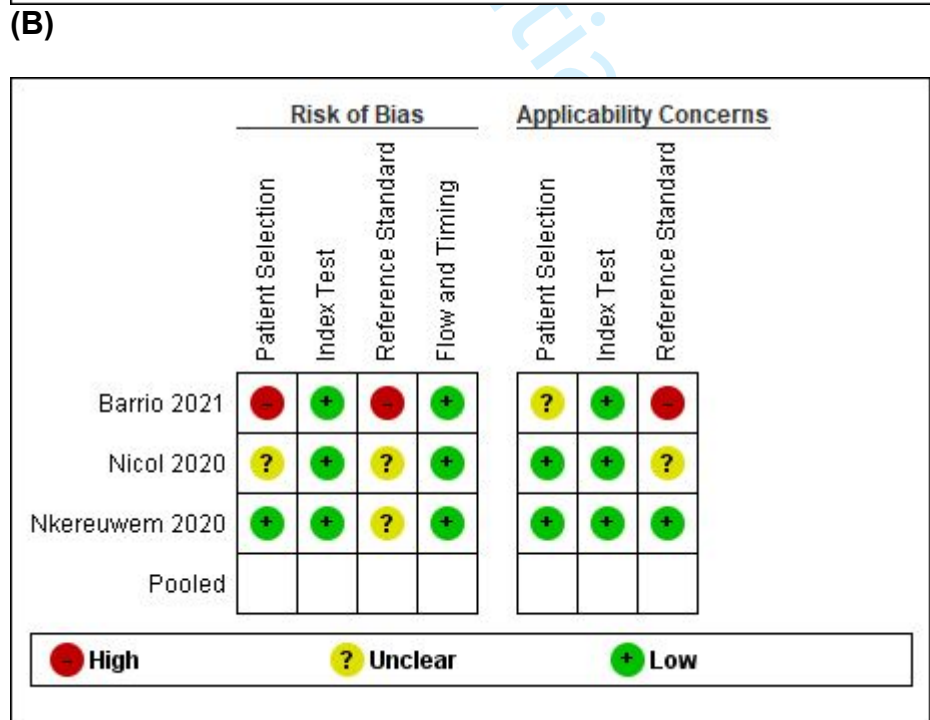 (B)
Risk of Bias
Applicability Concerns
Patient Selection
Index Test
Reference Standard
Flow and Timing
Patient Selection
Index Test
Reference Standard
Barrio 2021 - + - + ? + -
Nicol 2020 ? + ? + + + ?
Nkereuwem 2020 + + ? + + + +
Pooled
- High ? Unclear + Low